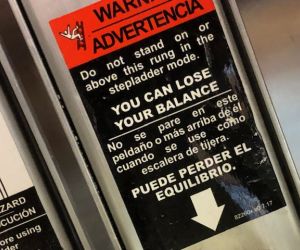 WARNING
ADVERTENCIA
Do not stand on or
above this rung in the
stepladder mode.
YOU CAN LOSE
YOUR BALANCE
No se pare en este
peldaño o más arriba de él
cuando se use como
escalera de tijera.
PUEDE PERDER EL
EQUILIBRIO.
ZARD
CUCIÓN
ore using
dder